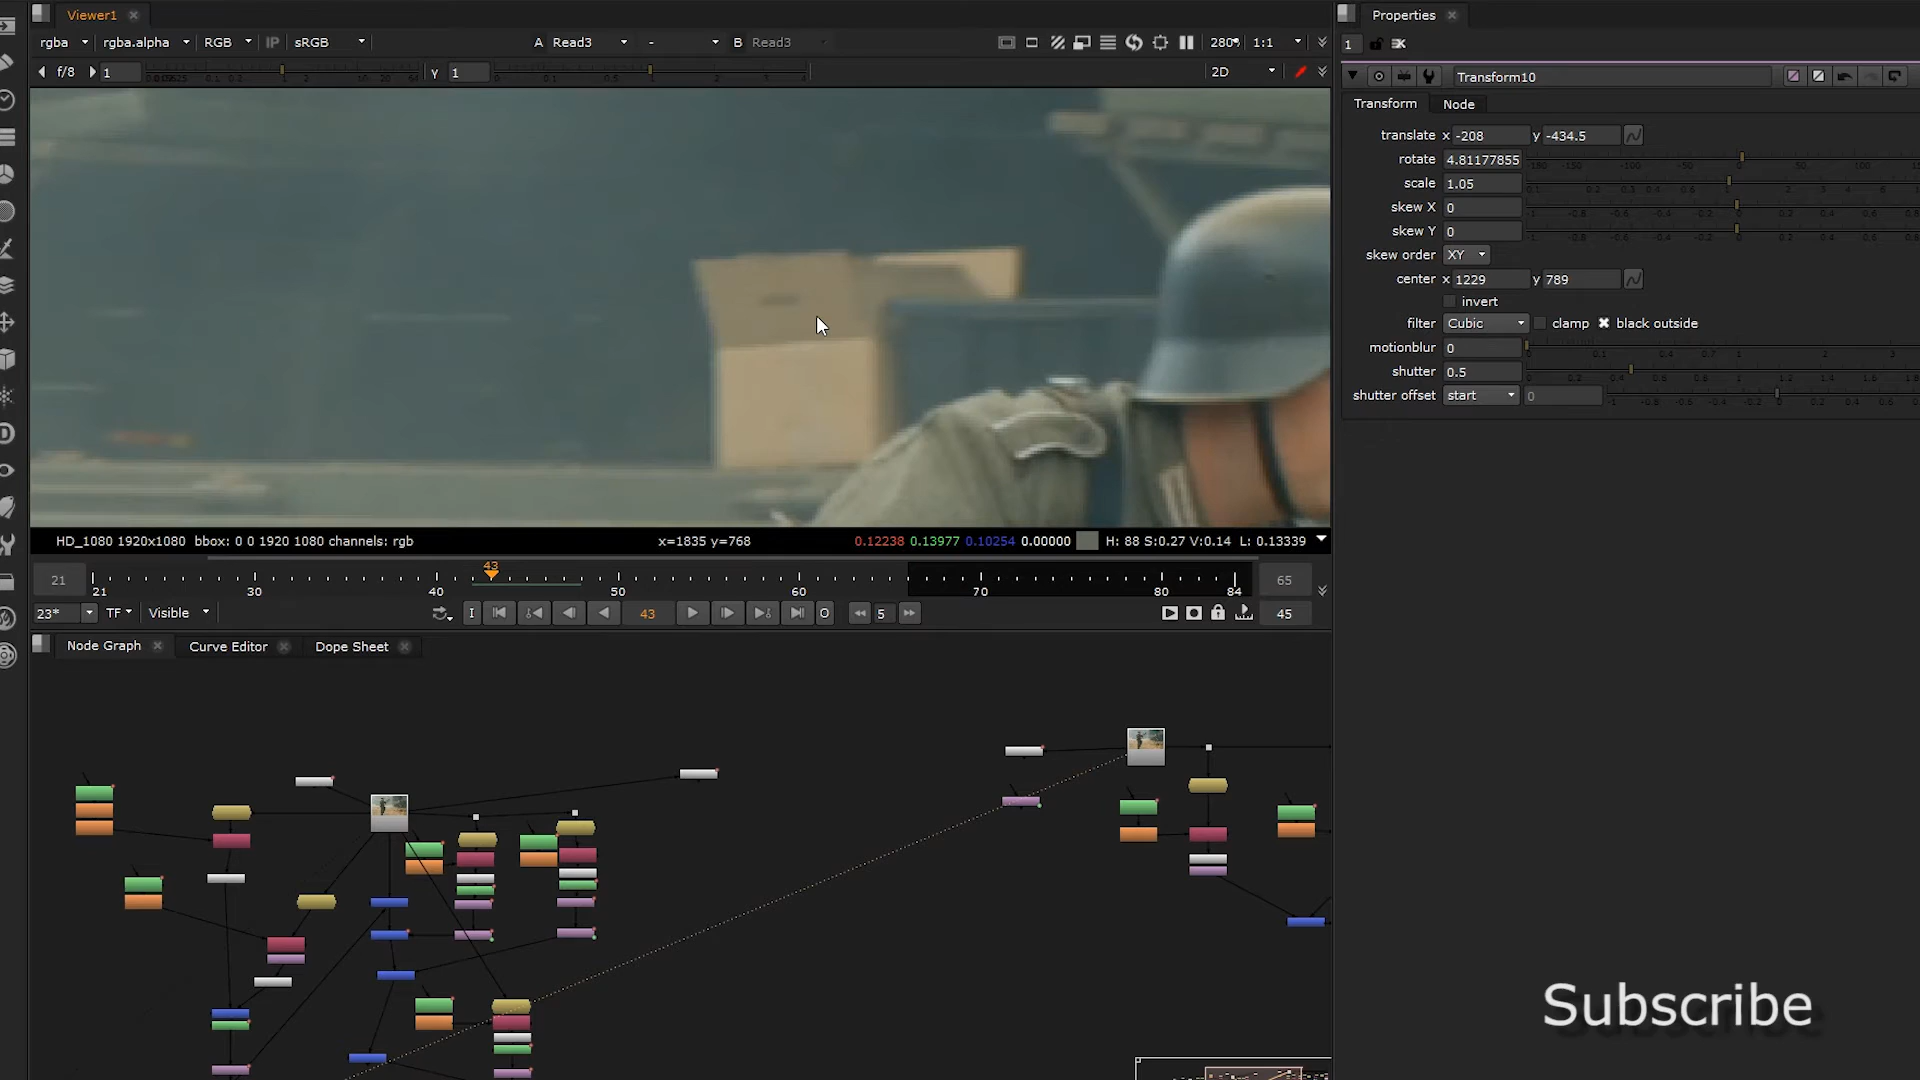 Viewer1
Properties
rgba rgba.alpha RGB IP sRGB A Read3 - B Read3 280* 1:1
1
f/8 1 Y 1 2D
Transform10
Transform Node
translate x -208 y -434.5
rotate 4.81177855
scale 1.05
skew X 0
skew Y 0
skew order XY
center x 1229 y 789
invert
filter Cubic clamp black outside
motionblur 0
shutter 0.5
shutter offset start 0
HD_1080 1920x1080 bbox: 0 0 1920 1080 channels: rgb x=1835 y=768 0.12238 0.13977 0.10254 0.00000 H: 88 S:0.27 V:0.14 L: 0.13339
43
21 65
21 30 40 50 60 70 80 84
23* TF Visible I 43 O 5 45
Node Graph Curve Editor Dope Sheet
Subscribe